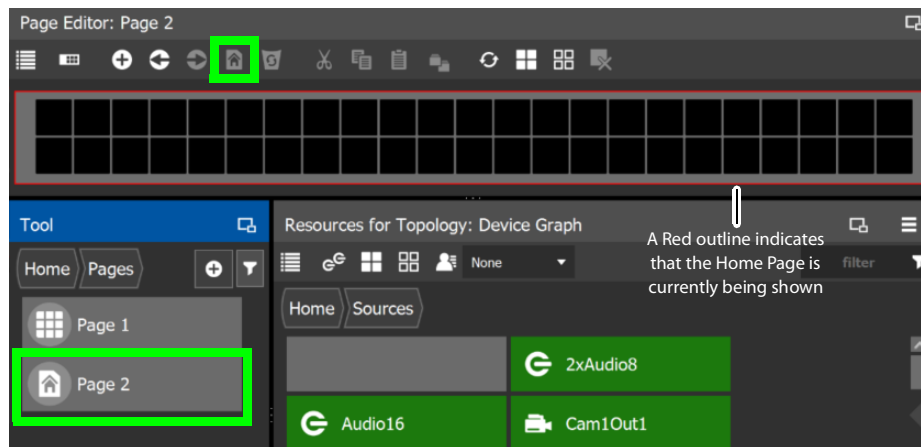 Page Editor: Page 2
Tool
Resources for Topology: Device Graph
A Red outline indicates
that the Home Page is
currently being shown
Home
Pages
None
filter
Page 1
Page 2
Home
Sources
2xAudio8
Audio16
Cam1Out1